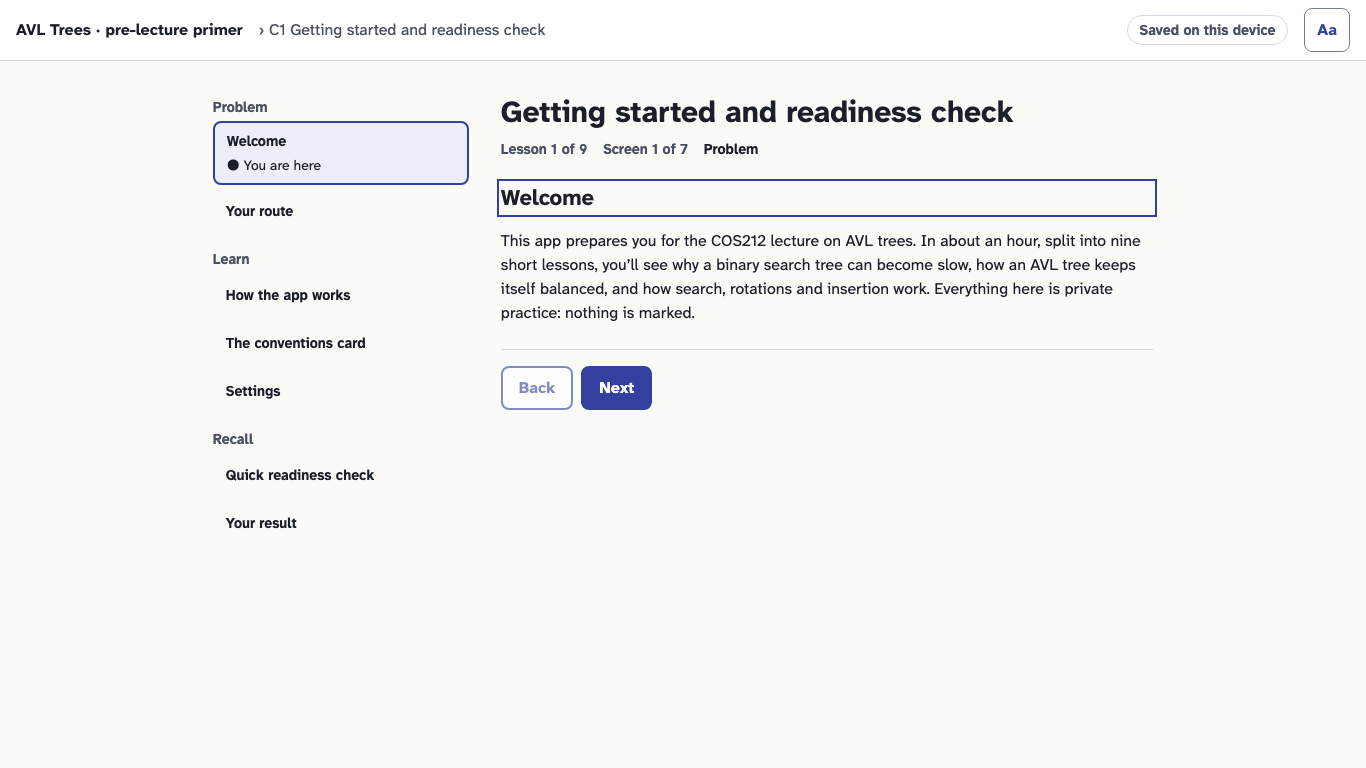 AVL Trees · pre-lecture primer › C1 Getting started and readiness check
Saved on this device
Aa
Problem
Welcome
You are here
Your route
Learn
How the app works
The conventions card
Settings
Recall
Quick readiness check
Your result
Getting started and readiness check
Lesson 1 of 9 Screen 1 of 7 Problem
Welcome
This app prepares you for the COS212 lecture on AVL trees. In about an hour, split into nine
short lessons, you’ll see why a binary search tree can become slow, how an AVL tree keeps
itself balanced, and how search, rotations and insertion work. Everything here is private
practice: nothing is marked.
Back Next